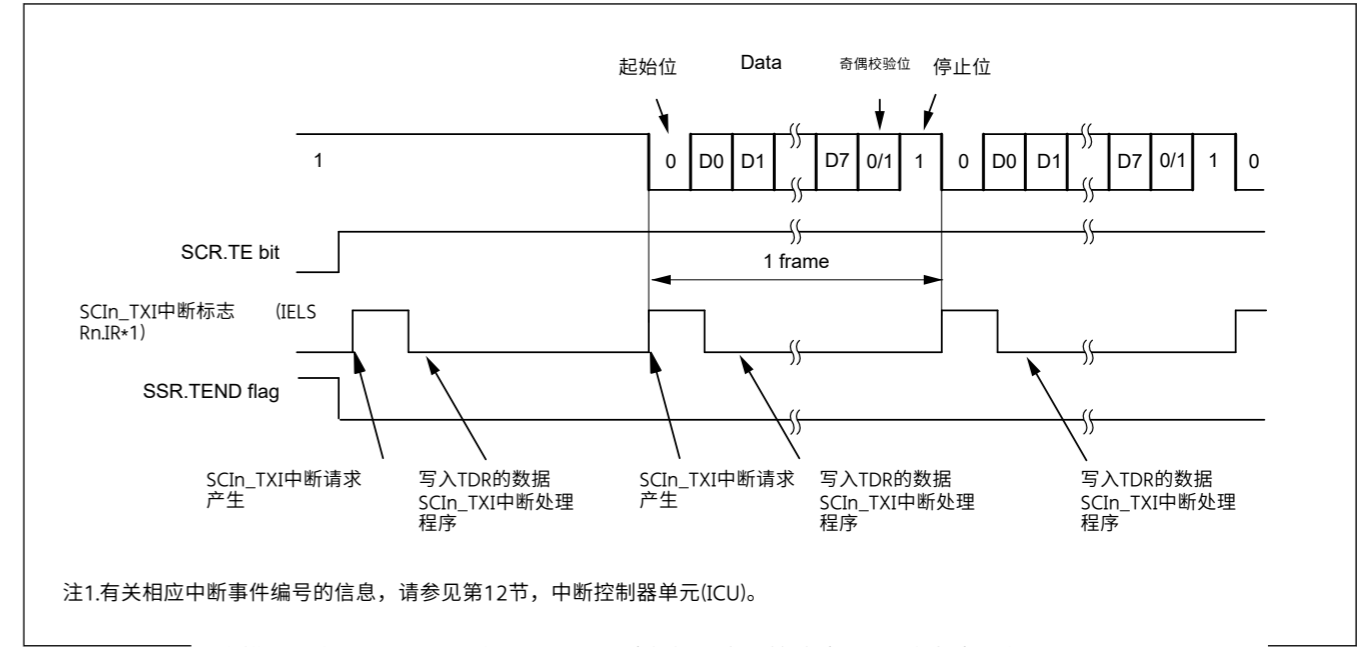 起始位 Data 奇偶校验位 停止位
1 0 D0 D1 D7 0/1 1 0 D0 D1 D7 0/1 1 0
SCR.TE bit
1 frame
SCIn_TXI中断标志 (IELS
Rn.IR*1)
SSR.TEND flag
SCIn_TXI中断请求
产生
写入TDR的数据
SCIn_TXI中断处理
程序
SCIn_TXI中断请求
产生
写入TDR的数据
SCIn_TXI中断处理
程序
写入TDR的数据
SCIn_TXI中断处理
程序
注1.有关相应中断事件编号的信息，请参见第12节，中断控制器单元(ICU)。